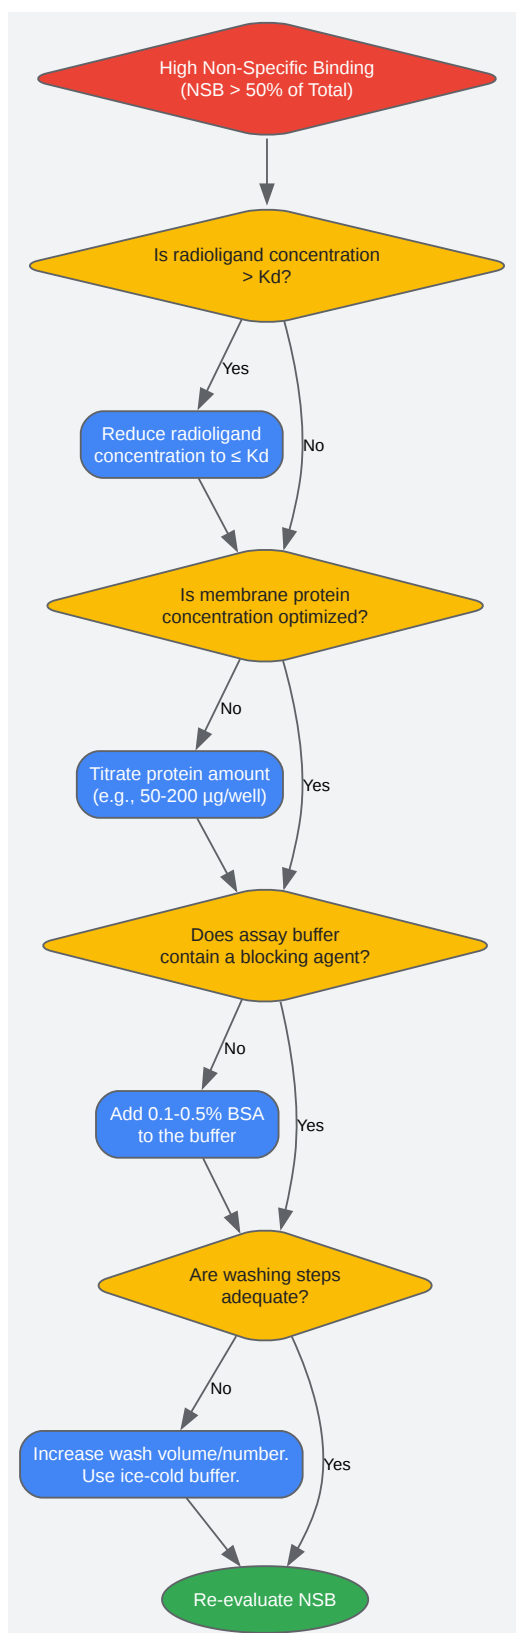 High Non-Specific Binding
(NSB > 50% of Total)
Is radioligand concentration
> Kd?
Yes
Reduce radioligand
concentration to ≤ Kd
No
Is membrane protein
concentration optimized?
No
Titrate protein amount
(e.g., 50-200 µg/well)
Yes
Does assay buffer
contain a blocking agent?
No
Add 0.1-0.5% BSA
to the buffer
Yes
Are washing steps
adequate?
No
Increase wash volume/number.
Use ice-cold buffer.
Yes
Re-evaluate NSB